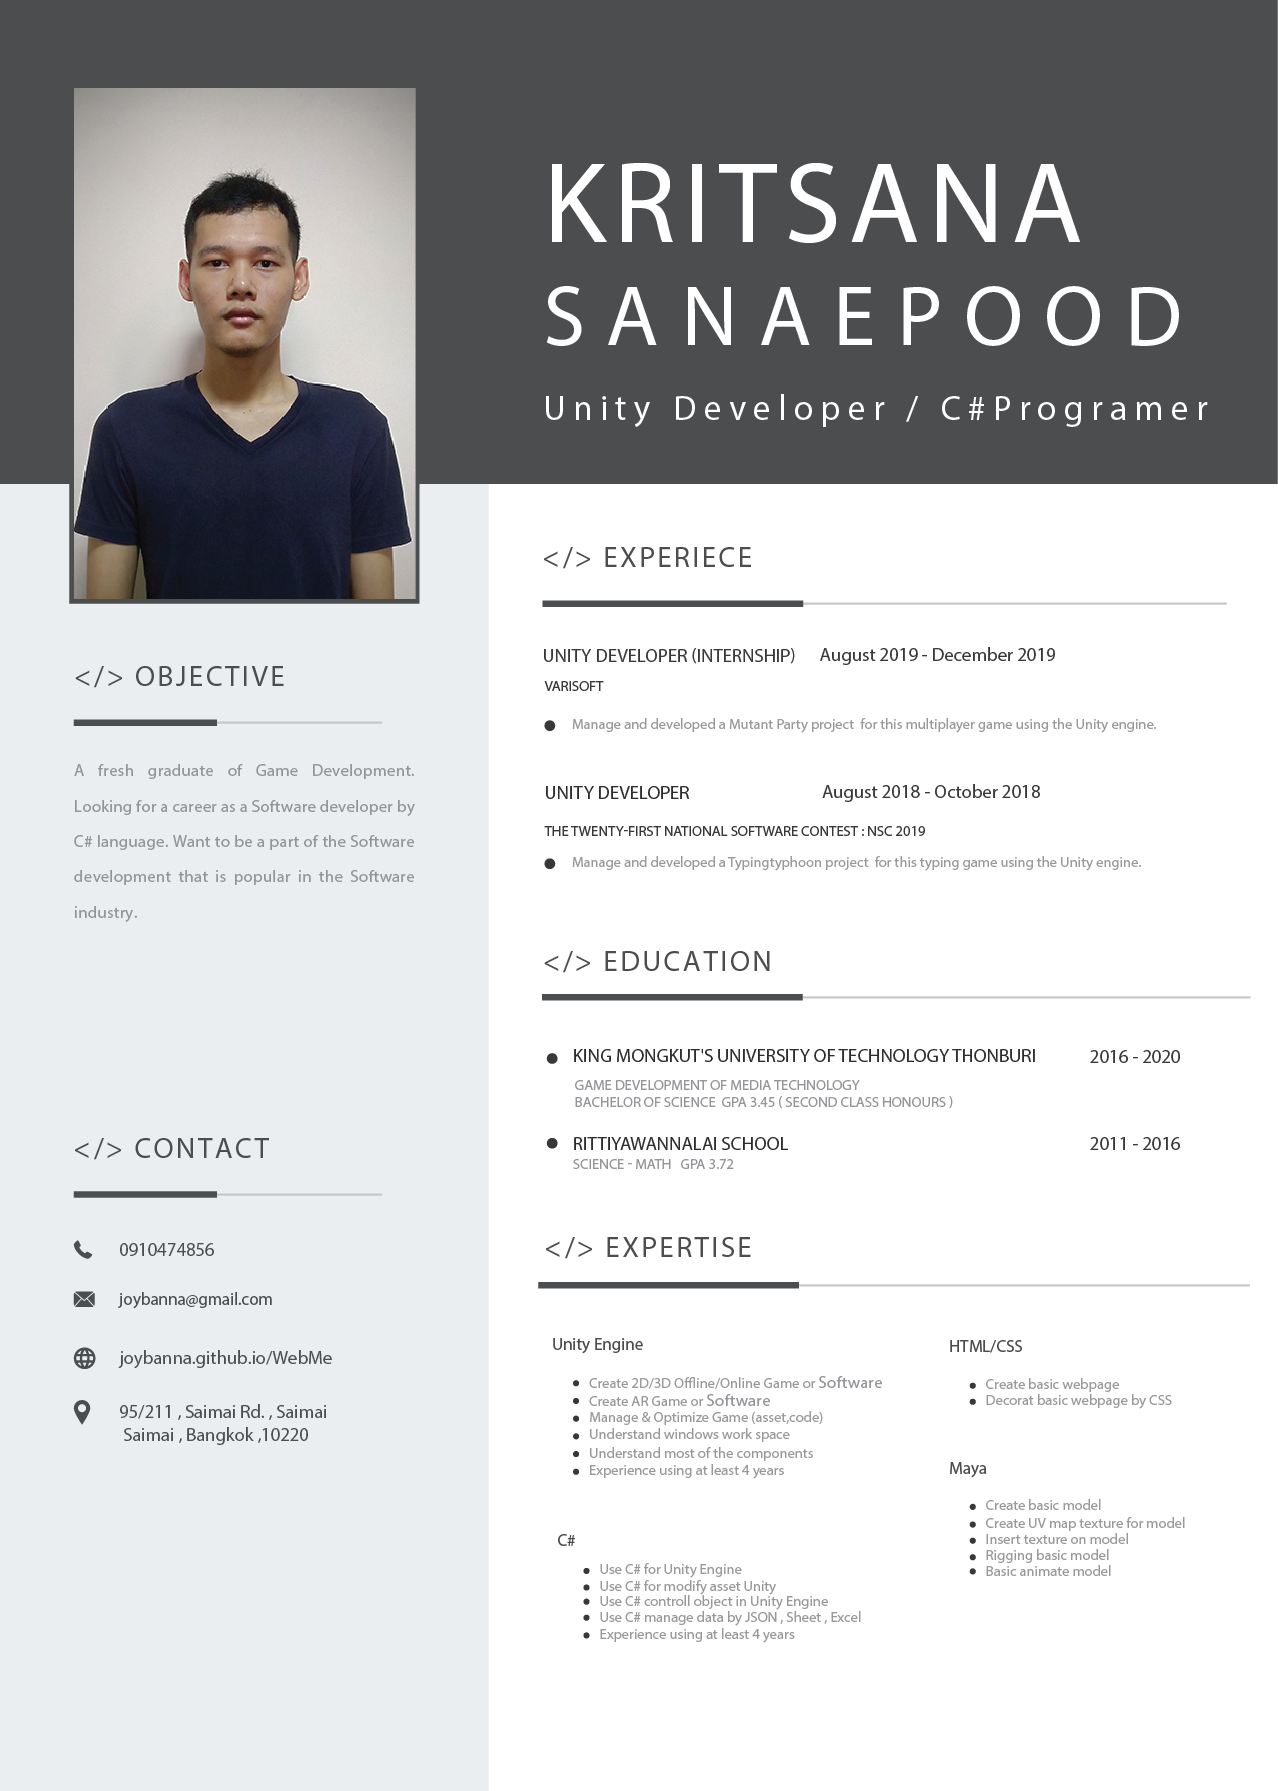 KRITSANA
SANAEPOOD
Unity Developer / C#Programer
</> OBJECTIVE
A fresh graduate of Game Development.
Looking for a career as a Software developer by
C# language. Want to be a part of the Software
development that is popular in the Software
industry.
</> CONTACT
0910474856
joybanna@gmail.com
joybanna.github.io/WebMe
95/211 , Saimai Rd. , Saimai
Saimai , Bangkok ,10220
</> EXPERIECE
UNITY DEVELOPER (INTERNSHIP) August 2019 - December 2019
VARISOFT
● Manage and developed a Mutant Party project for this multiplayer game using the Unity engine.
UNITY DEVELOPER August 2018 - October 2018
THE TWENTY-FIRST NATIONAL SOFTWARE CONTEST : NSC 2019
● Manage and developed a Typingtyphoon project for this typing game using the Unity engine.
</> EDUCATION
● KING MONGKUT'S UNIVERSITY OF TECHNOLOGY THONBURI 2016 - 2020
GAME DEVELOPMENT OF MEDIA TECHNOLOGY
BACHELOR OF SCIENCE GPA 3.45 ( SECOND CLASS HONOURS )
● RITTIYAWANNALAI SCHOOL 2011 - 2016
SCIENCE - MATH GPA 3.72
</> EXPERTISE
Unity Engine
● Create 2D/3D Offline/Online Game or Software
● Create AR Game or Software
● Manage & Optimize Game (asset,code)
● Understand windows work space
● Understand most of the components
● Experience using at least 4 years
C#
● Use C# for Unity Engine
● Use C# for modify asset Unity
● Use C# controll object in Unity Engine
● Use C# manage data by JSON , Sheet , Excel
● Experience using at least 4 years
HTML/CSS
● Create basic webpage
● Decorat basic webpage by CSS
Maya
● Create basic model
● Create UV map texture for model
● Insert texture on model
● Rigging basic model
● Basic animate model